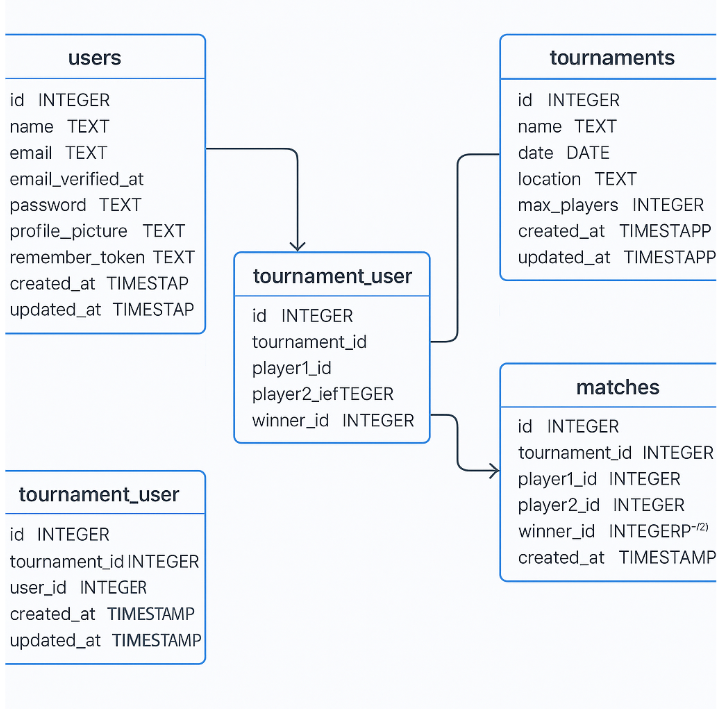 users
id INTEGER
name TEXT
email TEXT
email_verified_at
password TEXT
profile_picture TEXT
remember_token TEXT
created_at TIMESTAP
updated_at TIMESTAP
tournament_user
id INTEGER
tournament_id
player1_id
player2_iefTEGER
winner_id INTEGER
tournaments
id INTEGER
name TEXT
date DATE
location TEXT
max_players INTEGER
created_at TIMESTAPP
updated_at TIMESTAPP
matches
id INTEGER
tournament_id INTEGER
player1_id INTEGER
player2_id INTEGER
winner_id INTEGERP-/2)
created_at TIMESTAMP
tournament_user
id INTEGER
tournament_id INTEGER
user_id INTEGER
created_at TIMESTAMP
updated_at TIMESTAMP